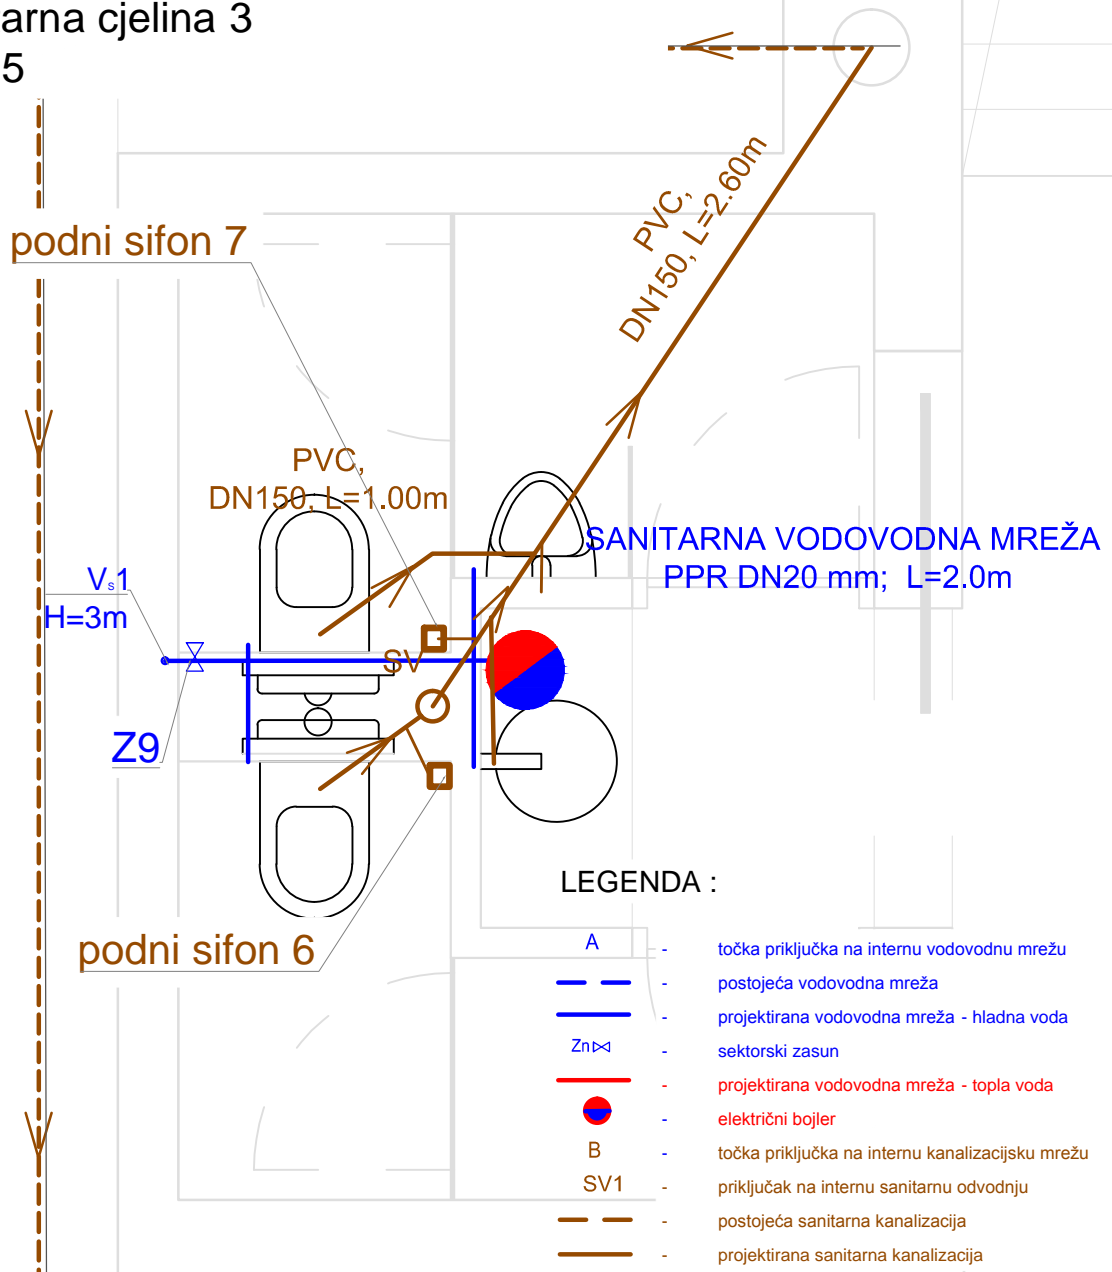 arna cjelina 3
5
podni sifon 7
PVC,
DN150, L=2.60m
PVC,
DN150, L=1.00m
SANITARNA VODOVODNA MREŽA
PPR DN20 mm; L=2.0m
Vs1
H=3m
SV
Z9
podni sifon 6
LEGENDA :
A - točka priključka na internu vodovodnu mrežu
- postojeća vodovodna mreža
- projektirana vodovodna mreža - hladna voda
Zn - sektorski zasun
- projektirana vodovodna mreža - topla voda
- električni bojler
B - točka priključka na internu kanalizacijsku mrežu
SV1 - priključak na internu sanitarnu odvodnju
- postojeća sanitarna kanalizacija
- projektirana sanitarna kanalizacija